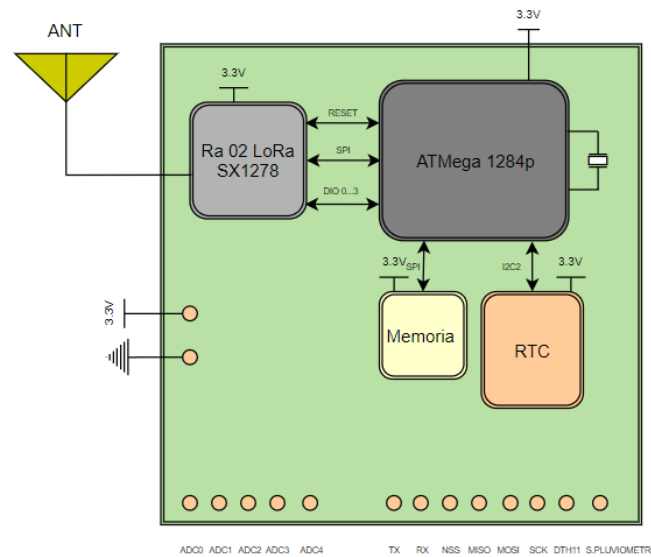 ANT
3.3V
3.3V
Ra 02 LoRa
SX1278
RESET
SPI
DIO 0...3
ATMega 1284p
3.3V
SPI
I2C2
3.3V
Memoria
RTC
3.3V
ADC0 ADC1 ADC2 ADC3 ADC4 TX RX NSS MISO MOSI SCK DTH11 S.PLUVIOMETR